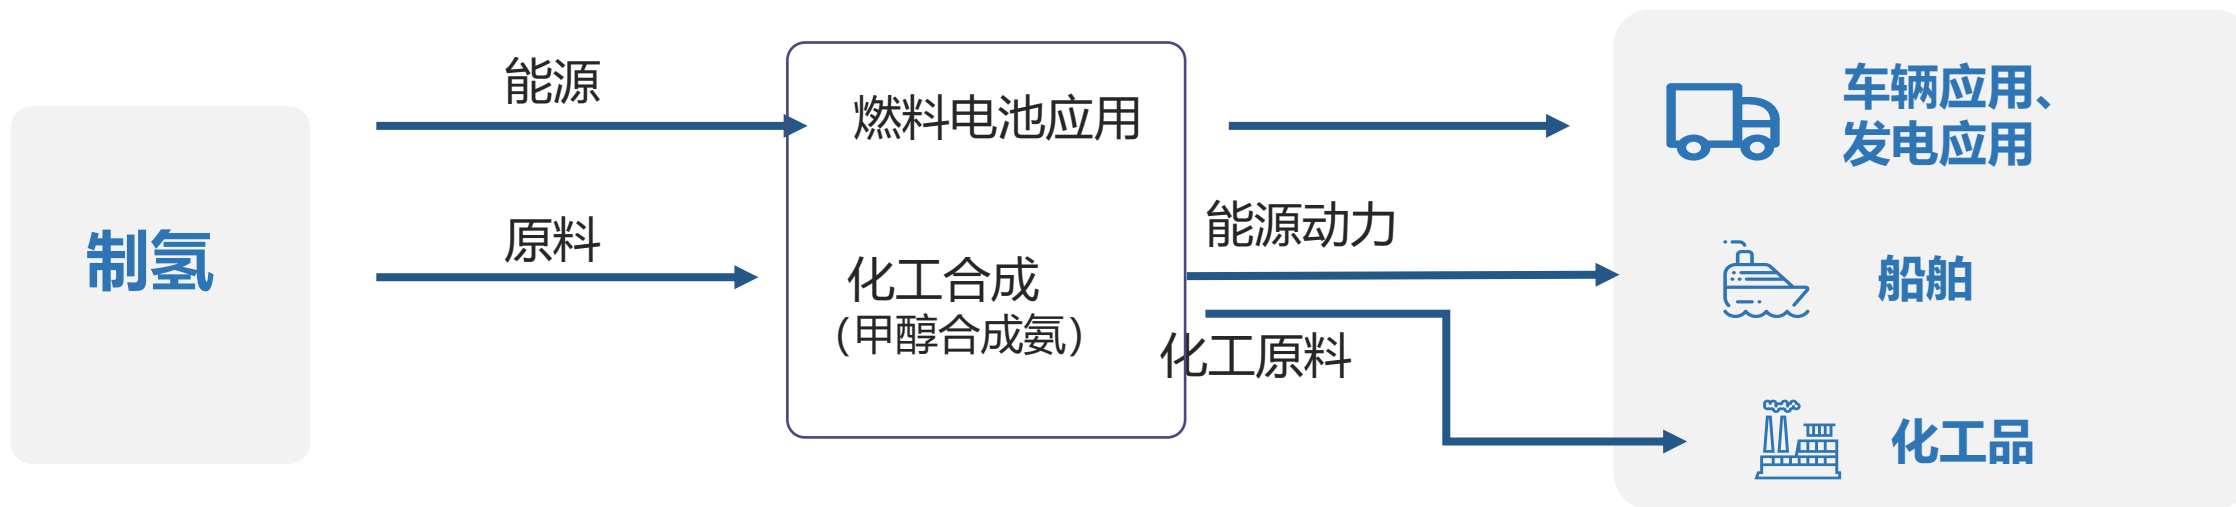 制氢
能源
原料
燃料电池应用
化工合成
（甲醇合成氨）
能源动力
化工原料
车辆应用、
发电应用
船舶
化工品